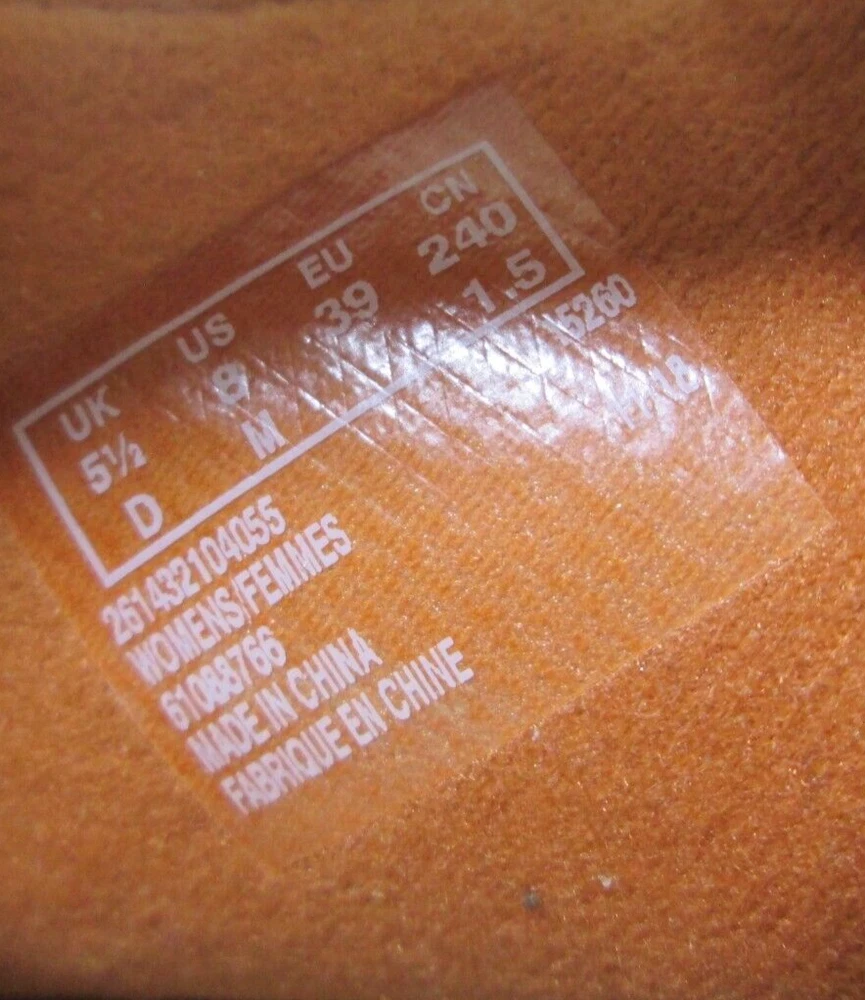 UK US EU CN
5½ 8 39 240
D M 1.5
261432104055 15260
WOMENS/FEMMES
61088766
MADE IN CHINA
FABRIQUE EN CHINE